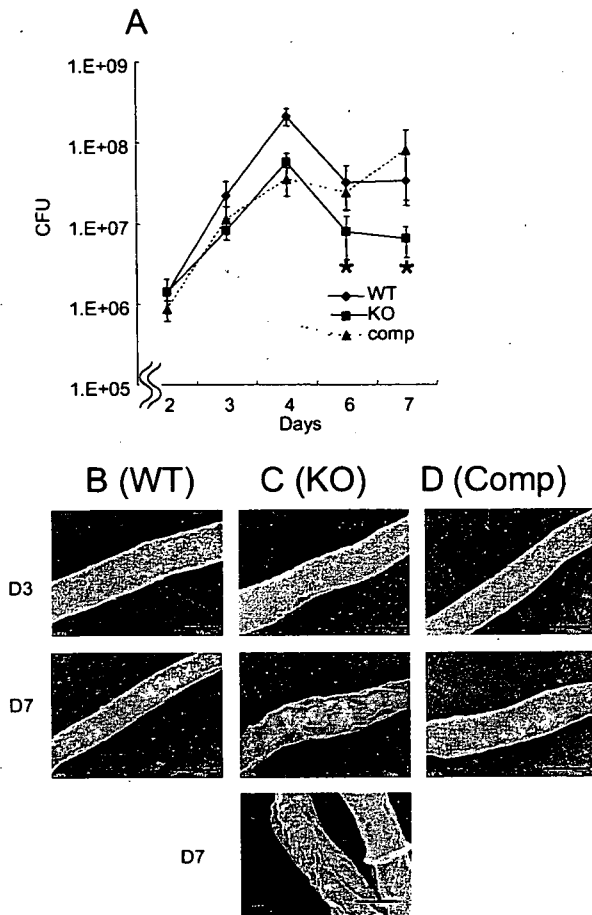 A
1.E+09
1.E+08
1.E+07
1.E+06
1.E+05
CFU
2 3 4 6 7
Days
WT
KO
comp
B (WT) C (KO) D (Comp)
D3
D7
D7